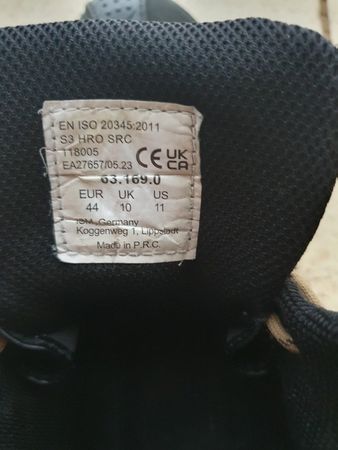 EN ISO 20345:2011
S3 HRO SRC
118005
EA27657/05.23 CE UK CA
63.169.0
EUR UK US
44 10 11
ISM, Germany
Koggenweg 1, Lippstadt
Made in P.R.C.